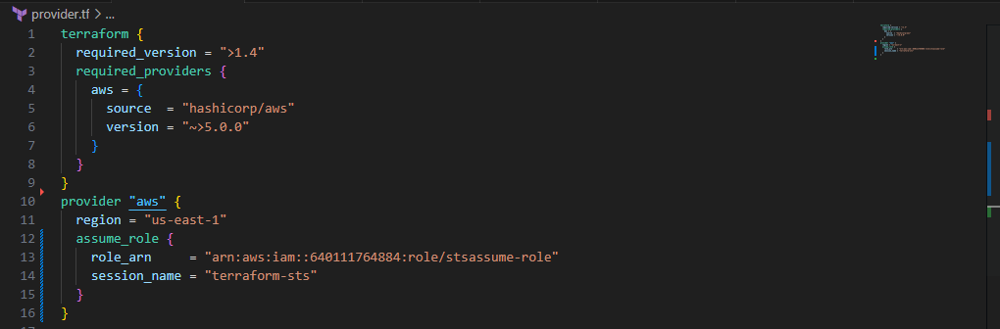 provider.tf > ...
1 terraform {
2   required_version = ">1.4"
3   required_providers {
4     aws = {
5       source  = "hashicorp/aws"
6       version = "~>5.0.0"
7     }
8   }
9 }
10 provider "aws" {
11   region = "us-east-1"
12   assume_role {
13     role_arn     = "arn:aws:iam::640111764884:role/stsassume-role"
14     session_name = "terraform-sts"
15   }
16 }